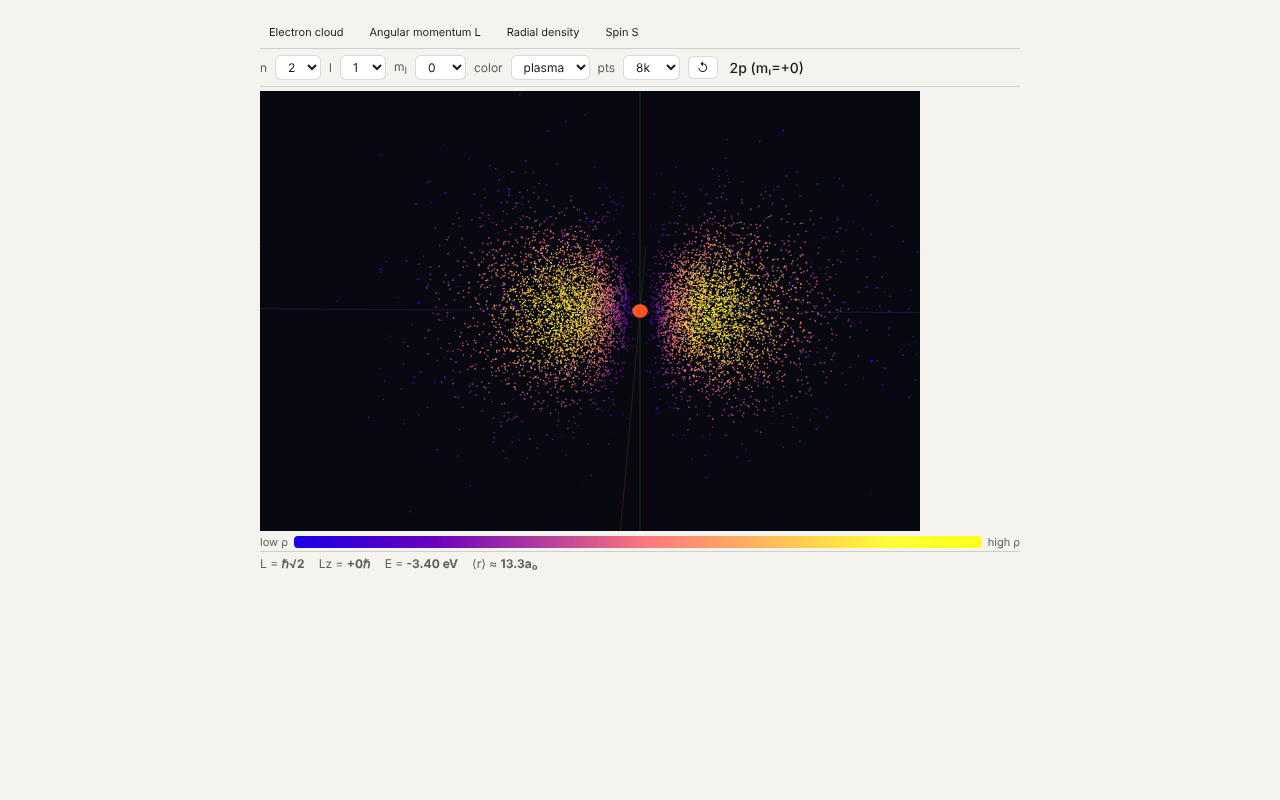 Electron cloud Angular momentum L Radial density Spin S
n 2 l 1 mₗ 0 color plasma pts 8k ↺ 2p (mₗ=+0)
low ρ high ρ
L = ℏ√2 Lz = +0ℏ E = -3.40 eV ⟨r⟩ ≈ 13.3a₀